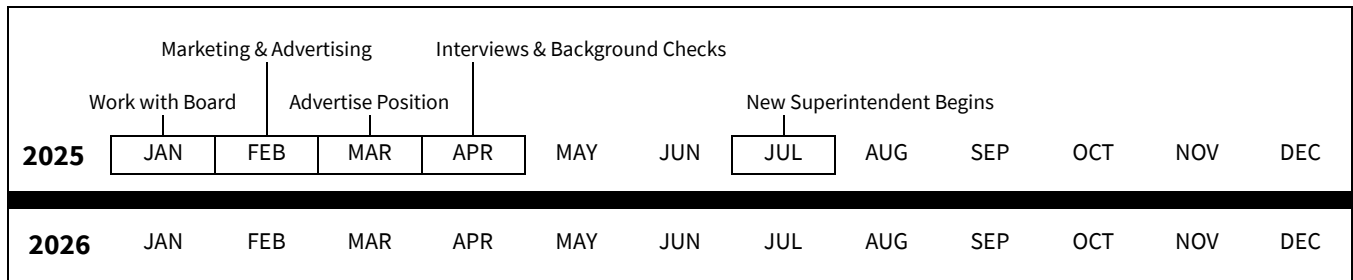 Marketing & Advertising Interviews & Background Checks
Work with Board Advertise Position New Superintendent Begins
2025 JAN FEB MAR APR MAY JUN JUL AUG SEP OCT NOV DEC
2026 JAN FEB MAR APR MAY JUN JUL AUG SEP OCT NOV DEC